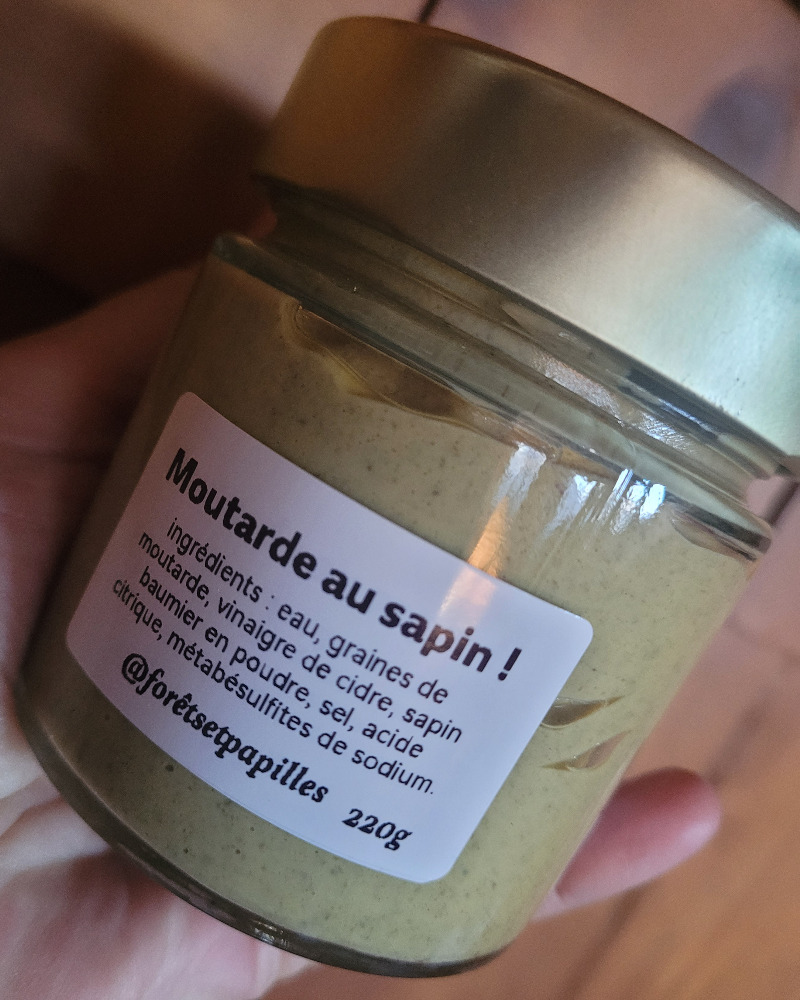 Moutarde au sapin !
ingrédients : eau, graines de
moutarde, vinaigre de cidre, sapin
baumier en poudre, sel, acide
citrique, métabésulfites de sodium.
@forêtsetpapilles 220g